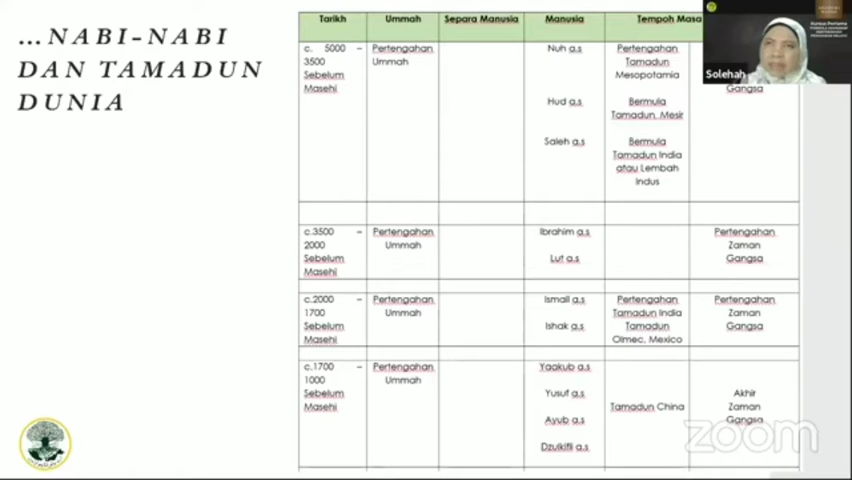 ...NABI-NABI
DAN TAMADUN
DUNIA
Tarikh Ummah Separa Manusia Manusia Tempoh Masa
c. 5000 –
3500
Sebelum
Masehi
Pertengahan
Ummah
Nuh a.s
Hud a.s
Saleh a.s
Pertengahan
Tamadun
Mesopotamia
Bermula
Tamadun Mesir
Bermula
Tamadun India
atau Lembah
Indus
Gangsa
c.3500 –
2000
Sebelum
Masehi
Pertengahan
Ummah
Ibrahim a.s
Lut a.s
Pertengahan
Zaman
Gangsa
c.2000 –
1700
Sebelum
Masehi
Pertengahan
Ummah
Ismail a.s
Ishak a.s
Pertengahan
Tamadun India
Tamadun
Olmec, Mexico
Pertengahan
Zaman
Gangsa
c.1700 –
1000
Sebelum
Masehi
Pertengahan
Ummah
Yaakub a.s
Yusuf a.s
Ayub a.s
Dzulkifli a.s
Tamadun China
Akhir
Zaman
Gangsa
Solehah
Kursus Pertama
zoom